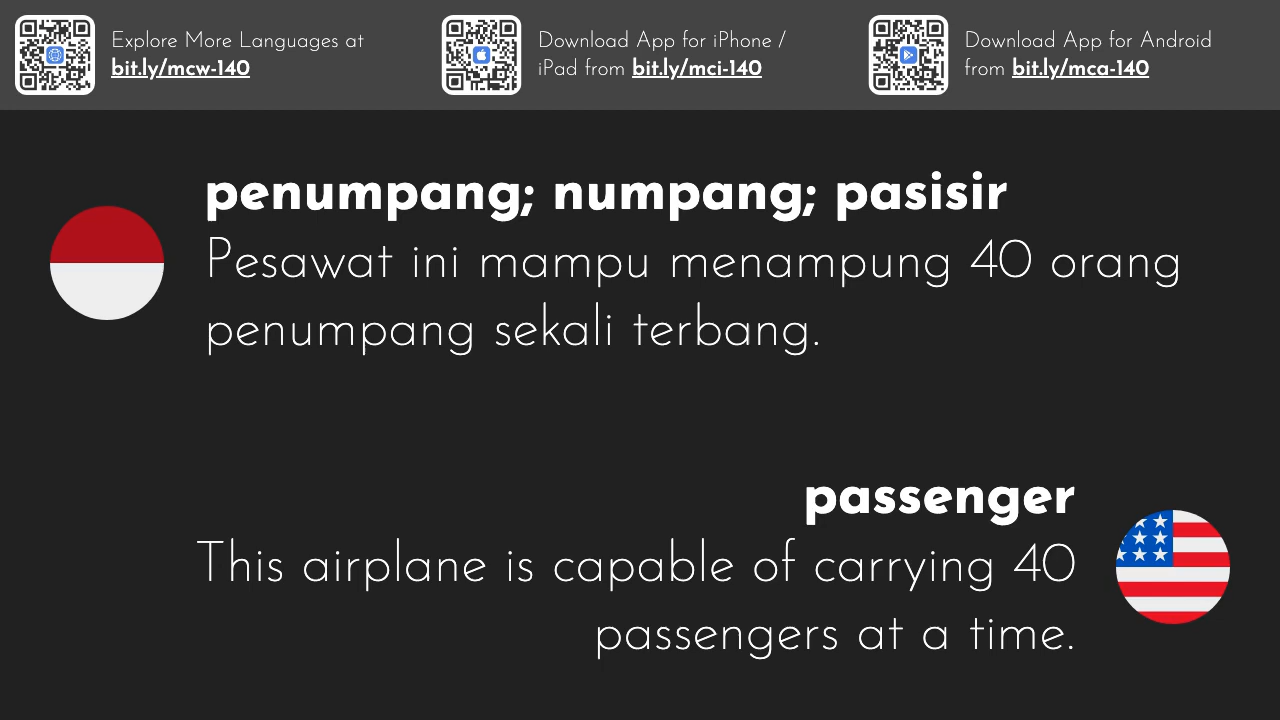 Explore More Languages at
bit.ly/mcw-140
Download App for iPhone /
iPad from bit.ly/mci-140
Download App for Android
from bit.ly/mca-140
penumpang; numpang; pasisir
Pesawat ini mampu menampung 40 orang
penumpang sekali terbang.
passenger
This airplane is capable of carrying 40
passengers at a time.